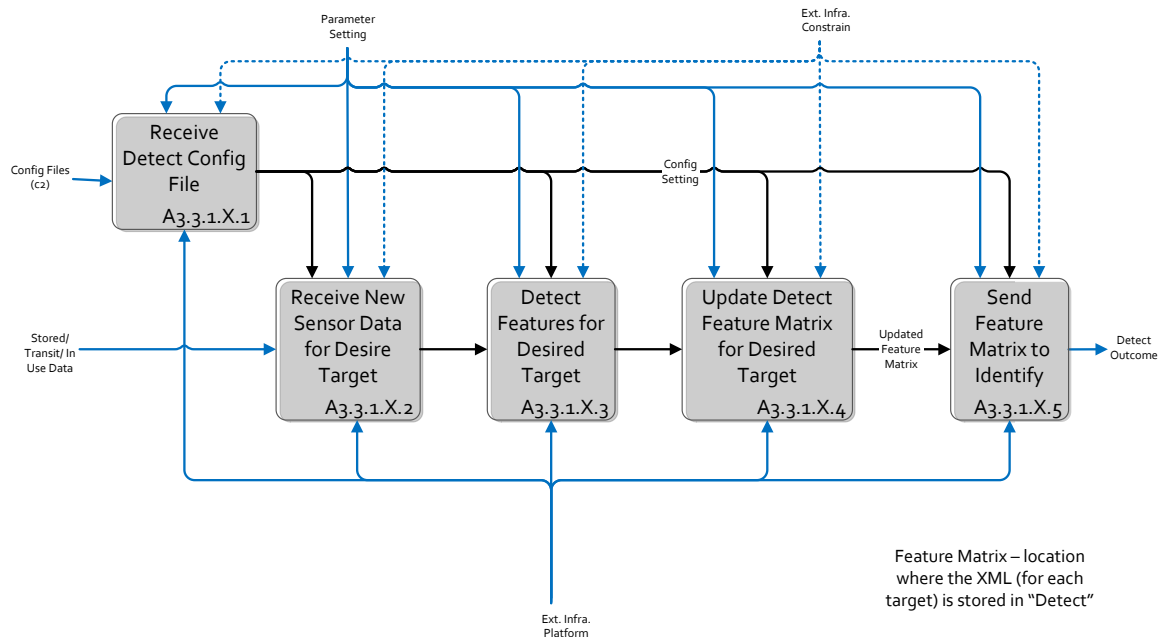 Parameter
Setting
Ext. Infra.
Constrain
Receive
Detect Config
File
A3.3.1.X.1
Config Files
(c2)
Config
Setting
Receive New
Sensor Data
for Desire
Target
A3.3.1.X.2
Detect
Features for
Desired
Target
A3.3.1.X.3
Update Detect
Feature Matrix
for Desired
Target
A3.3.1.X.4
Send
Feature
Matrix to
Identify
A3.3.1.X.5
Stored/
Transit/ In
Use Data
Updated
Feature
Matrix
Detect
Outcome
Feature Matrix – location
where the XML (for each
target) is stored in “Detect”
Ext. Infra.
Platform